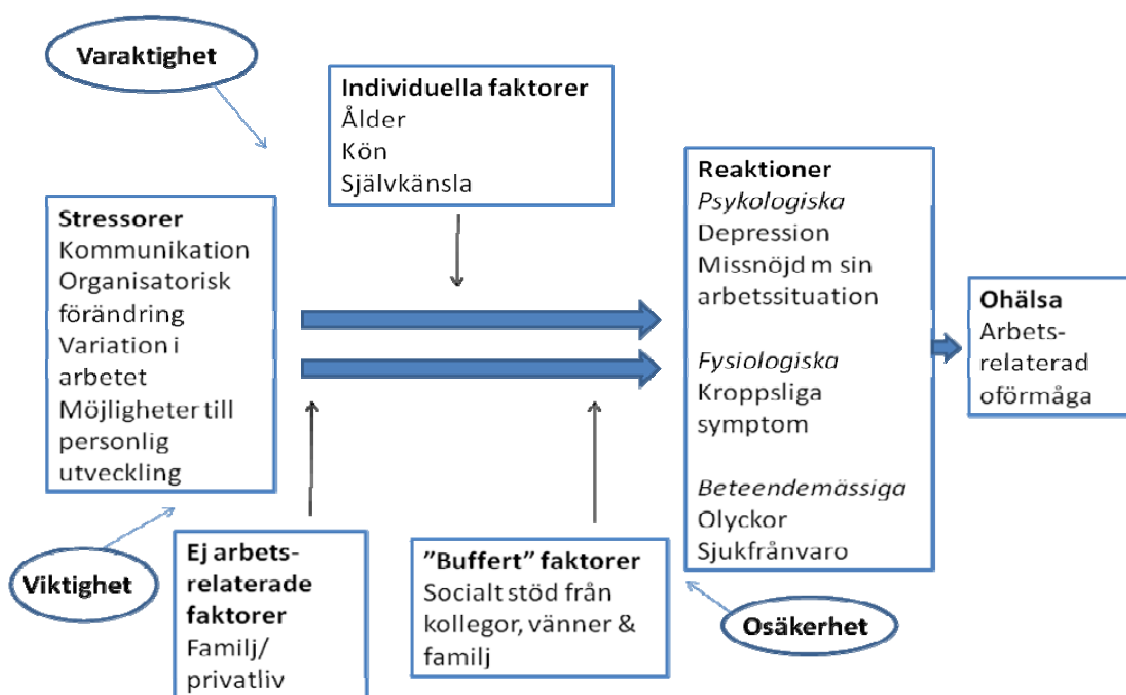 Varaktighet
Individuella faktorer
Ålder
Kön
Självkänsla
Stressorer
Kommunikation
Organisatorisk
förändring
Variation i
arbetet
Möjligheter till
personlig
utveckling
Reaktioner
Psykologiska
Depression
Missnöjd m sin
arbetssituation
Fysiologiska
Kroppsliga
symptom
Beteendemässiga
Olyckor
Sjukfrånvaro
Ohälsa
Arbets-
relaterad
oförmåga
Viktighet
Ej arbets-
relaterade
faktorer
Familj/
privatliv
”Buffert” faktorer
Socialt stöd från
kollegor, vänner &
familj
Osäkerhet